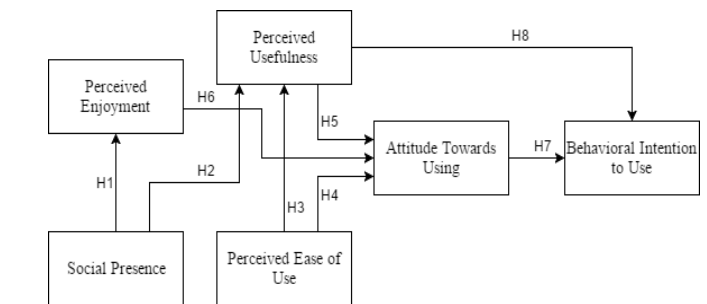 Perceived
Usefulness
H8
Perceived
Enjoyment
H6
H5
Attitude Towards
Using
H7
Behavioral Intention
to Use
H1
H2
H3
H4
Social Presence
Perceived Ease of
Use